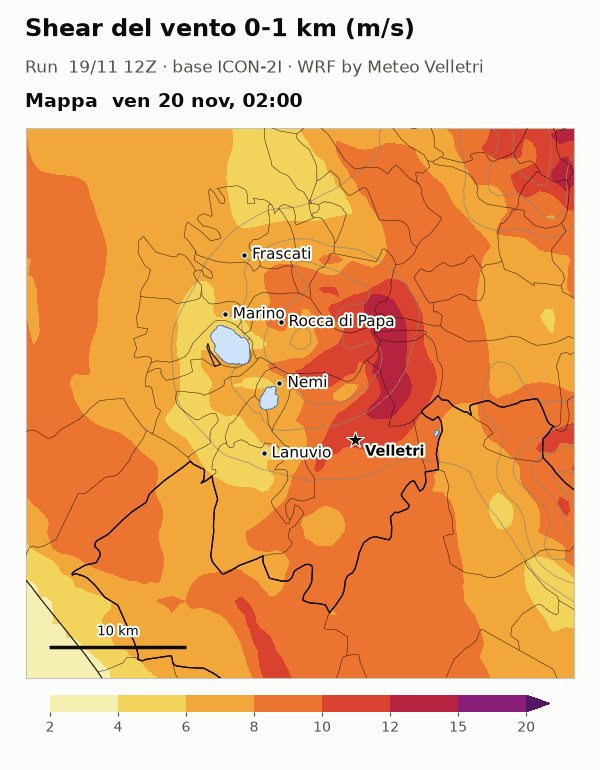 Shear del vento 0-1 km (m/s)
Run  19/11 12Z · base ICON-2I · WRF by Meteo Velletri
Mappa  ven 20 nov, 02:00
Frascati
Marino
Rocca di Papa
Nemi
Velletri
Lanuvio
10 km
2 4 6 8 10 12 15 20